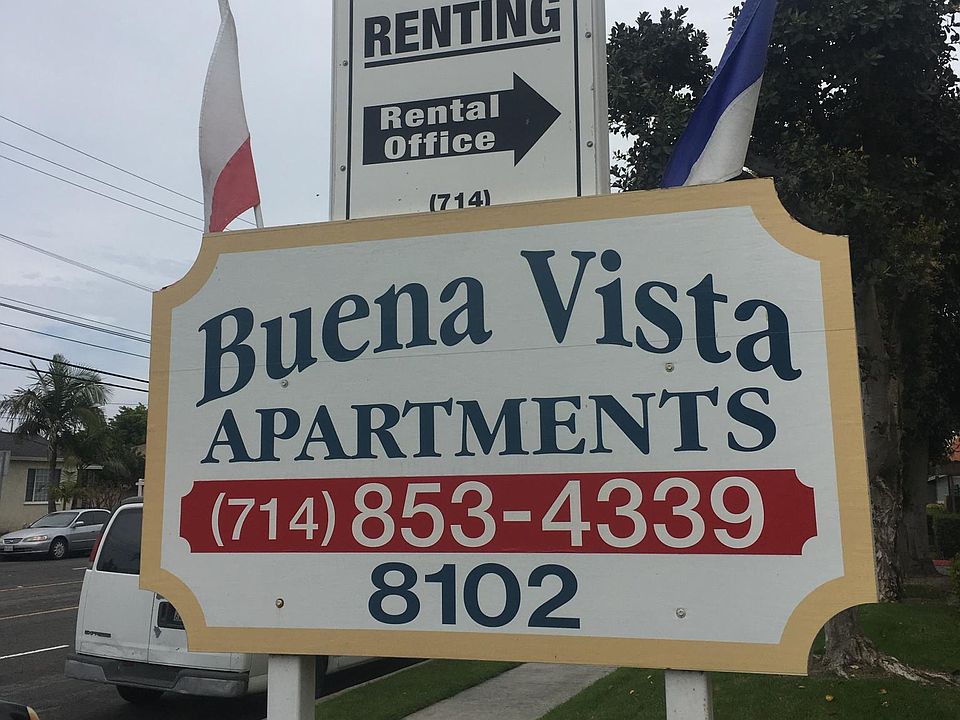 RENTING
Rental
Office
(714)
Buena Vista
APARTMENTS
(714) 853-4339
8102